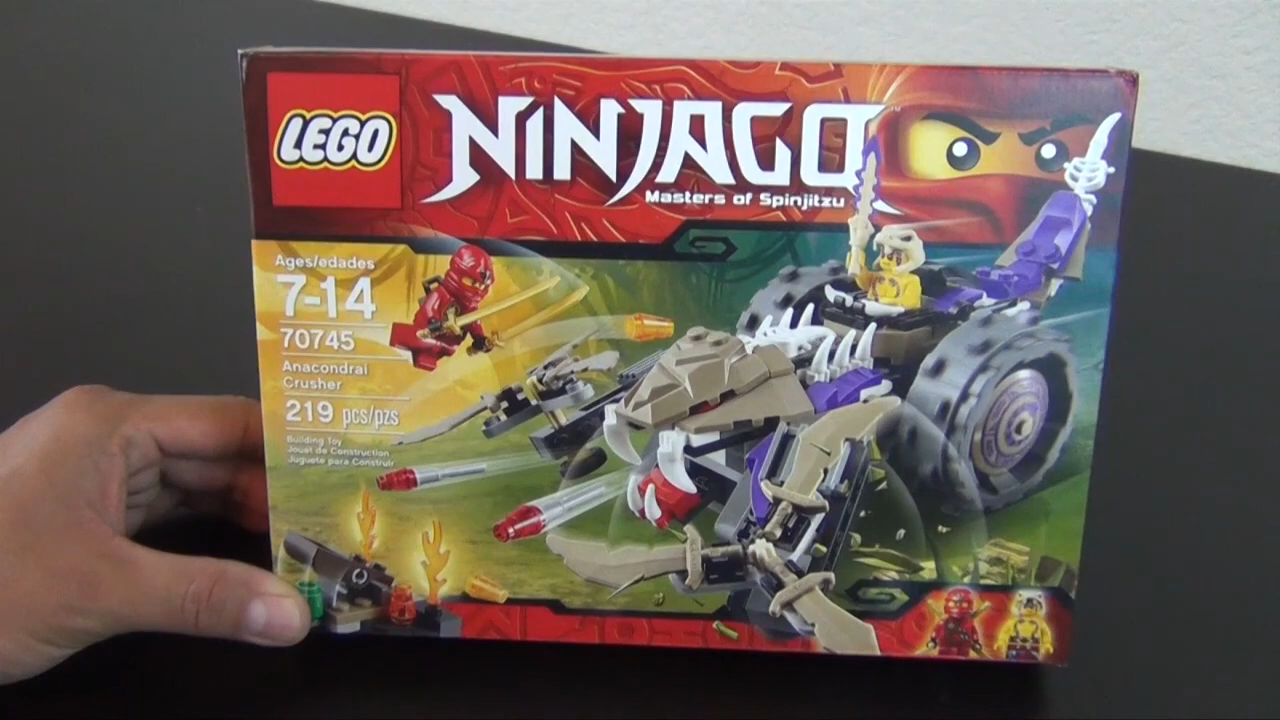 LEGO
NINJAGO™
Masters of Spinjitzu
Ages/edades
7-14
70745
Anacondrai
Crusher
219 pcs/pzs
Building Toy
Jouet de Construction
Juguete para Construir